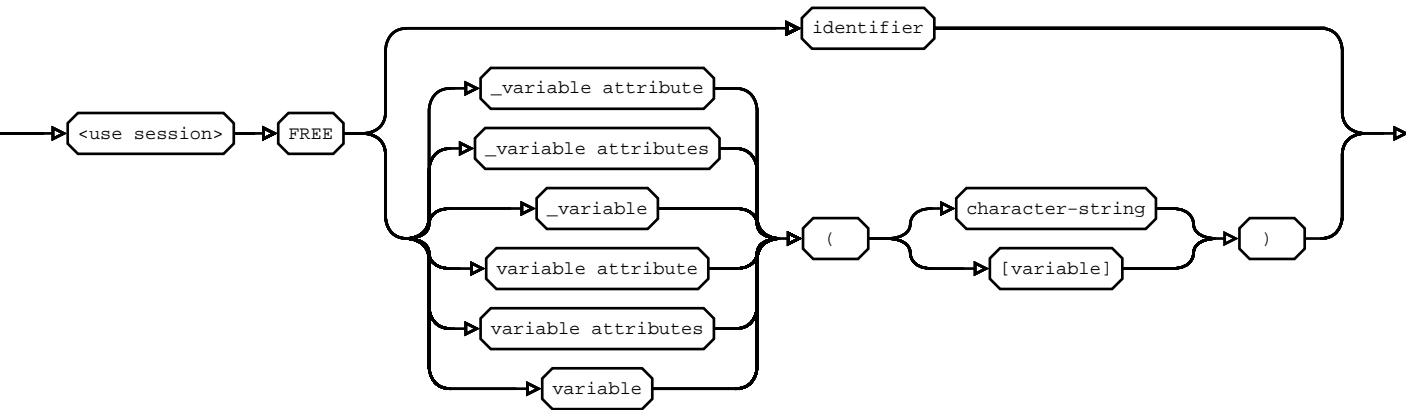 identifier
_variable attribute
<use session>
FREE
_variable attributes
_variable
character-string
(
)
variable attribute
[variable]
variable attributes
variable